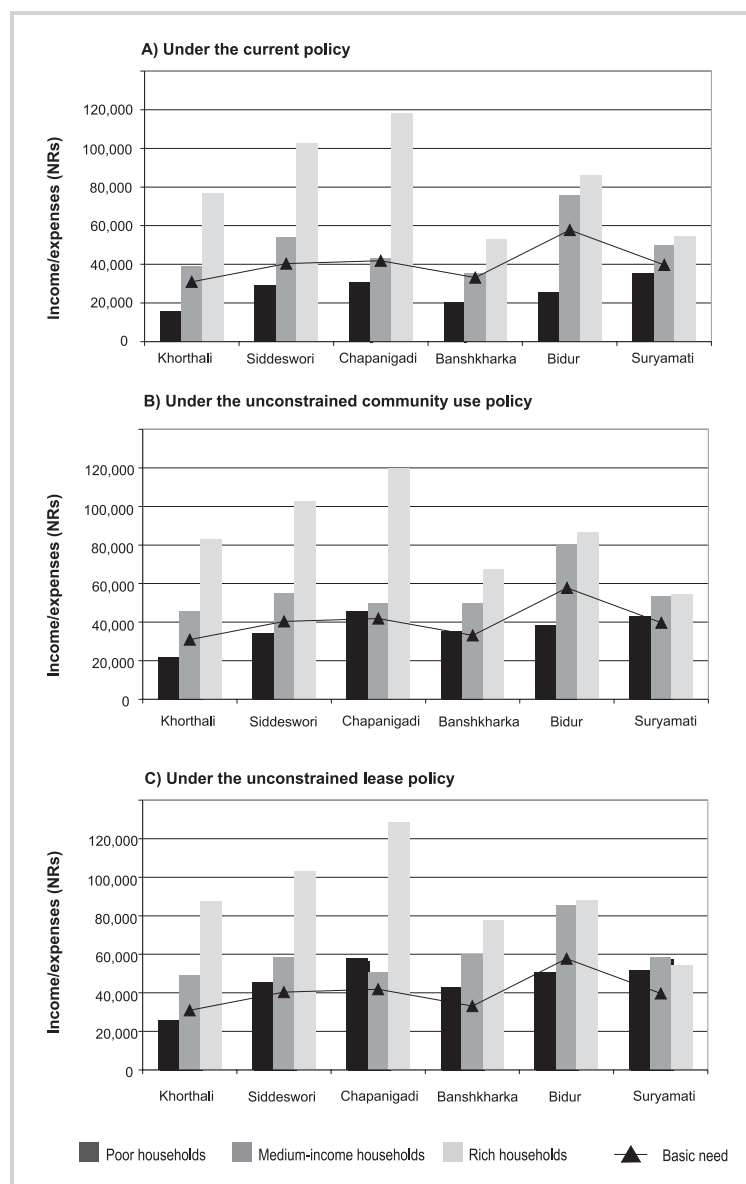 A) Under the current policy
Income/expenses (NRs)
120,000
100,000
80,000
60,000
40,000
20,000
0
Khorthali Siddeswori Chapanigadi Banshkharka Bidur Suryamati
B) Under the unconstrained community use policy
Income/expenses (NRs)
120,000
100,000
80,000
60,000
40,000
20,000
0
Khorthali Siddeswori Chapanigadi Banshkharka Bidur Suryamati
C) Under the unconstrained lease policy
Income/expenses (NRs)
120,000
100,000
80,000
60,000
40,000
20,000
0
Khorthali Siddeswori Chapanigadi Banshkharka Bidur Suryamati
Poor households Medium-income households Rich households Basic need